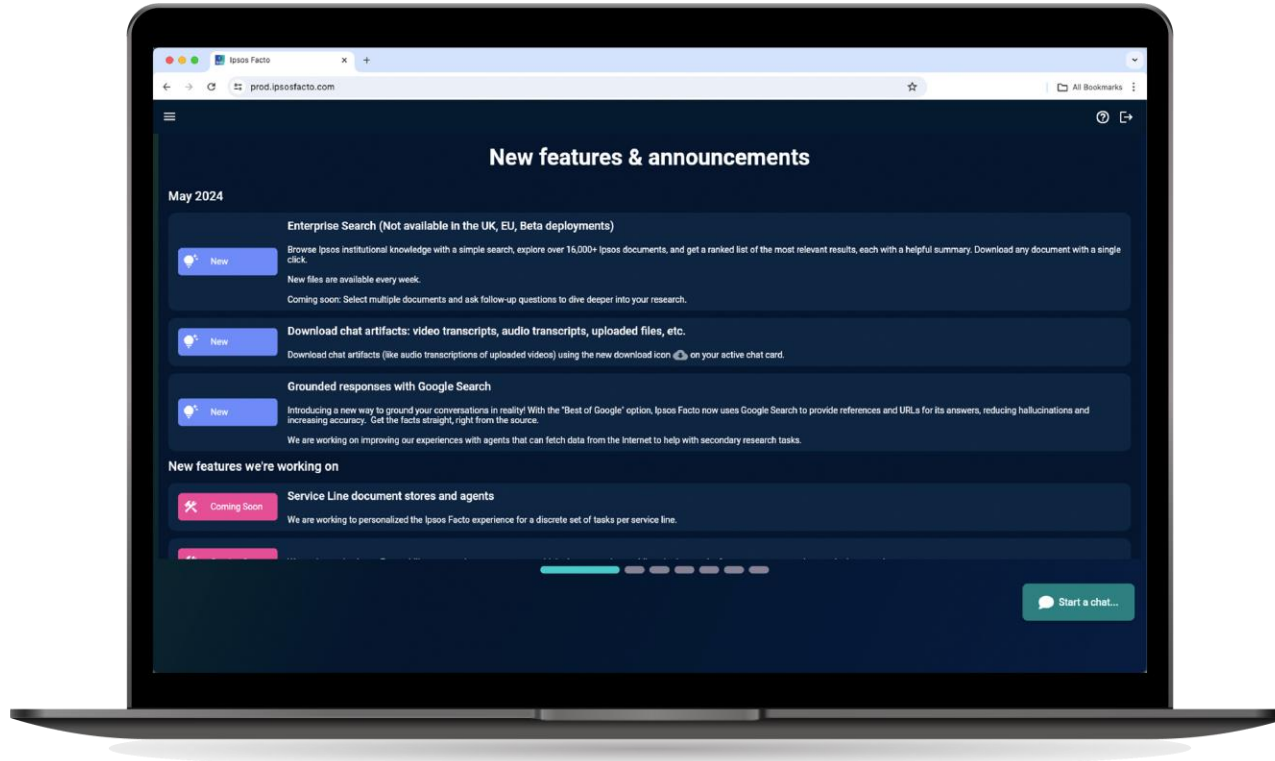 Ipsos Facto
prod.ipsosfacto.com
All Bookmarks
New features & announcements
May 2024
New
Enterprise Search (Not available in the UK, EU, Beta deployments)
Browse Ipsos institutional knowledge with a simple search, explore over 16,000+ Ipsos documents, and get a ranked list of the most relevant results, each with a helpful summary. Download any document with a single
click.
New files are available every week.
Coming soon: Select multiple documents and ask follow-up questions to dive deeper into your research.
New
Download chat artifacts: video transcripts, audio transcripts, uploaded files, etc.
Download chat artifacts (like audio transcriptions of uploaded videos) using the new download icon on your active chat card.
New
Grounded responses with Google Search
Introducing a new way to ground your conversations in reality! With the "Best of Google" option, Ipsos Facto now uses Google Search to provide references and URLs for its answers, reducing hallucinations and
increasing accuracy. Get the facts straight, right from the source.
We are working on improving our experiences with agents that can fetch data from the Internet to help with secondary research tasks.
New features we're working on
Coming Soon
Service Line document stores and agents
We are working to personalized the Ipsos Facto experience for a discrete set of tasks per service line.
Start a chat...